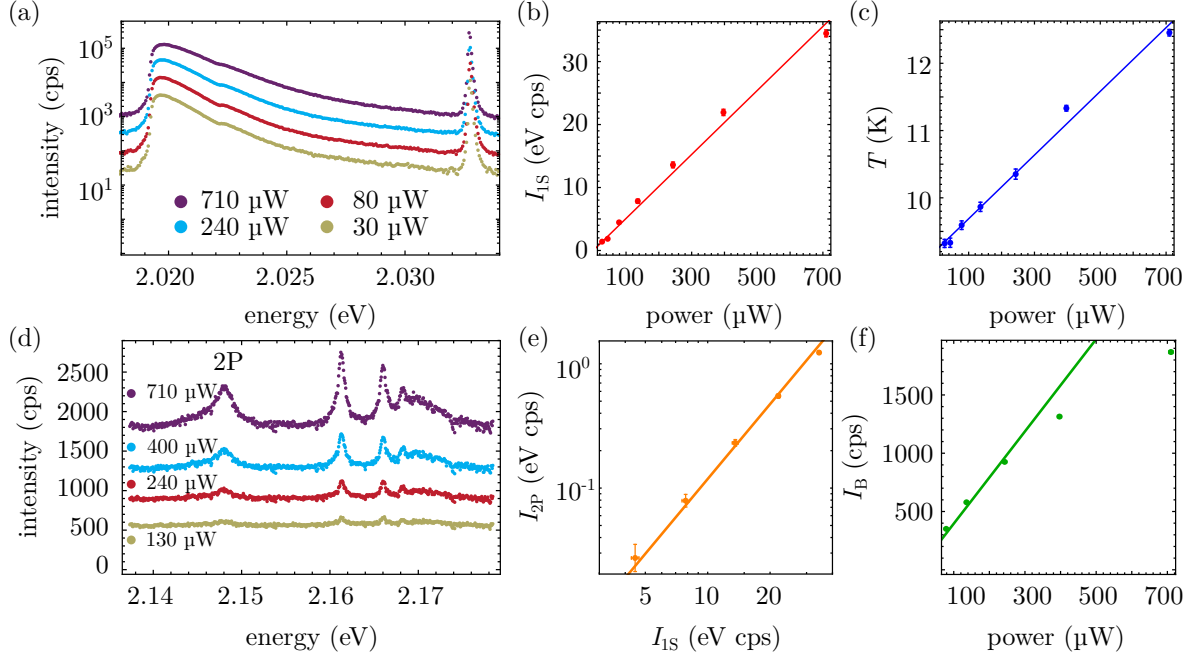 (a)
intensity (cps)
10^5
10^3
10^1
710 µW
80 µW
240 µW
30 µW
2.020
2.025
2.030
energy (eV)
(b)
I_1S (eV cps)
30
20
10
0
100
300
500
700
power (µW)
(c)
T (K)
12
11
10
100
300
500
700
power (µW)
(d)
2P
intensity (cps)
2500
2000
1500
1000
500
0
710 µW
400 µW
240 µW
130 µW
2.14
2.15
2.16
2.17
energy (eV)
(e)
I_2P (eV cps)
10^0
10^-1
5
10
20
I_1S (eV cps)
(f)
I_B (cps)
1500
1000
500
100
300
500
700
power (µW)